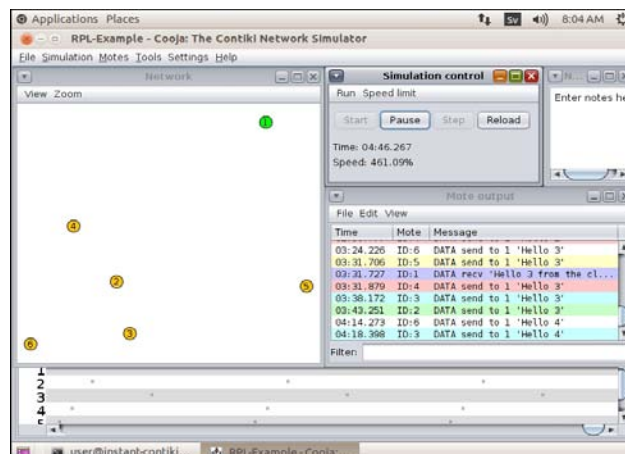 Applications Places Sv 8:04 AM
RPL-Example - Cooja: The Contiki Network Simulator
File Simulation Motes Tools Settings Help
Network
View Zoom
1
4
2
5
3
6
Simulation control
Run Speed limit
Start Pause Step Reload
Time: 04:46.267
Speed: 461.09%
N...
Enter notes he
Mote output
File Edit View
Time Mote Message
03:24.226 ID:6 DATA send to 1 'Hello 3'
03:31.706 ID:5 DATA send to 1 'Hello 3'
03:31.727 ID:1 DATA recv 'Hello 3 from the cl...
03:31.879 ID:4 DATA send to 1 'Hello 3'
03:38.172 ID:3 DATA send to 1 'Hello 3'
03:43.251 ID:2 DATA send to 1 'Hello 3'
04:14.273 ID:6 DATA send to 1 'Hello 4'
04:18.398 ID:3 DATA send to 1 'Hello 4'
Filter:
1
2
3
4
5
user@instant-contiki RPL-Example - Cooja: